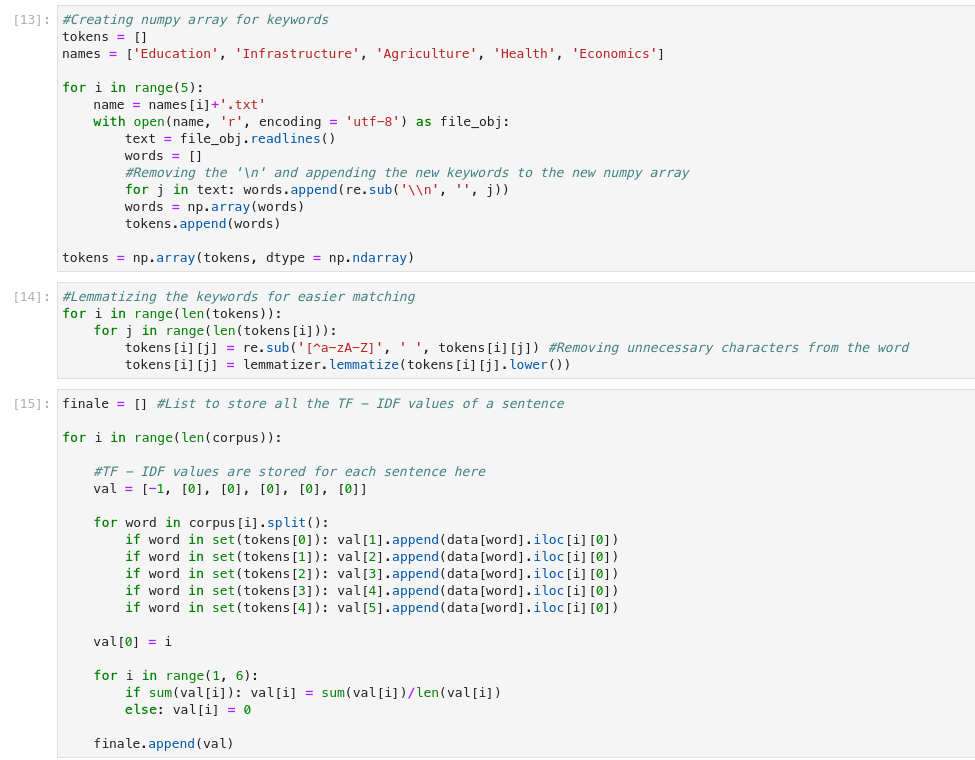 [13]: #Creating numpy array for keywords
tokens = []
names = ['Education', 'Infrastructure', 'Agriculture', 'Health', 'Economics']

for i in range(5):
    name = names[i]+'.txt'
    with open(name, 'r', encoding = 'utf-8') as file_obj:
        text = file_obj.readlines()
        words = []
        #Removing the '\n' and appending the new keywords to the new numpy array
        for j in text: words.append(re.sub('\\n', '', j))
        words = np.array(words)
        tokens.append(words)

tokens = np.array(tokens, dtype = np.ndarray)

[14]: #Lemmatizing the keywords for easier matching
for i in range(len(tokens)):
    for j in range(len(tokens[i])):
        tokens[i][j] = re.sub('[^a-zA-Z]', ' ', tokens[i][j]) #Removing unnecessary characters from the word
        tokens[i][j] = lemmatizer.lemmatize(tokens[i][j].lower())

[15]: finale = [] #List to store all the TF - IDF values of a sentence

for i in range(len(corpus)):

    #TF - IDF values are stored for each sentence here
    val = [-1, [0], [0], [0], [0], [0]]

    for word in corpus[i].split():
        if word in set(tokens[0]): val[1].append(data[word].iloc[i][0])
        if word in set(tokens[1]): val[2].append(data[word].iloc[i][0])
        if word in set(tokens[2]): val[3].append(data[word].iloc[i][0])
        if word in set(tokens[3]): val[4].append(data[word].iloc[i][0])
        if word in set(tokens[4]): val[5].append(data[word].iloc[i][0])

    val[0] = i

    for i in range(1, 6):
        if sum(val[i]): val[i] = sum(val[i])/len(val[i])
        else: val[i] = 0

    finale.append(val)